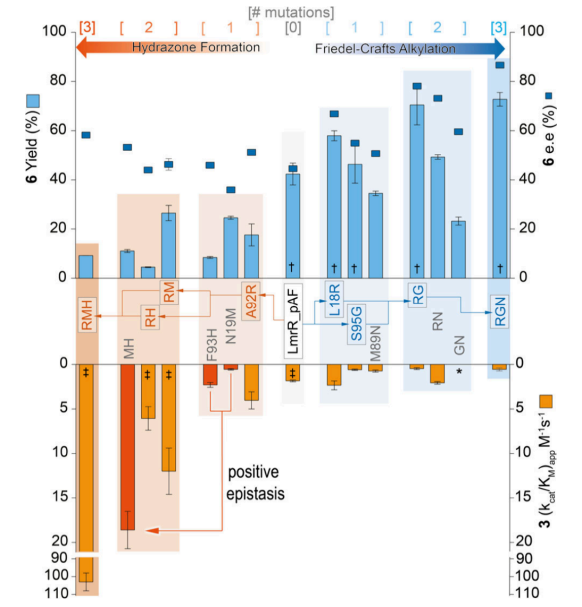 [# mutations]
[3] [ 2 ] [ 1 ] [0] [ 1 ] [ 2 ] [3]
Hydrazone Formation
Friedel-Crafts Alkylation
100
80
60
40
20
0
6 Yield (%)
100
80
60
40
20
0
6 e.e (%)
† † † † †
RMH
MH
RH
RM
F93H
N19M
A92R
LmrR_pAF
L18R
S95G
M89N
RG
RN
GN
RGN
‡ ‡ ‡ ‡ *
0
5
10
15
20
90
100
110
positive
epistasis
0
5
10
15
20
90
100
110
3 (kcat/KM)app M⁻¹s⁻¹